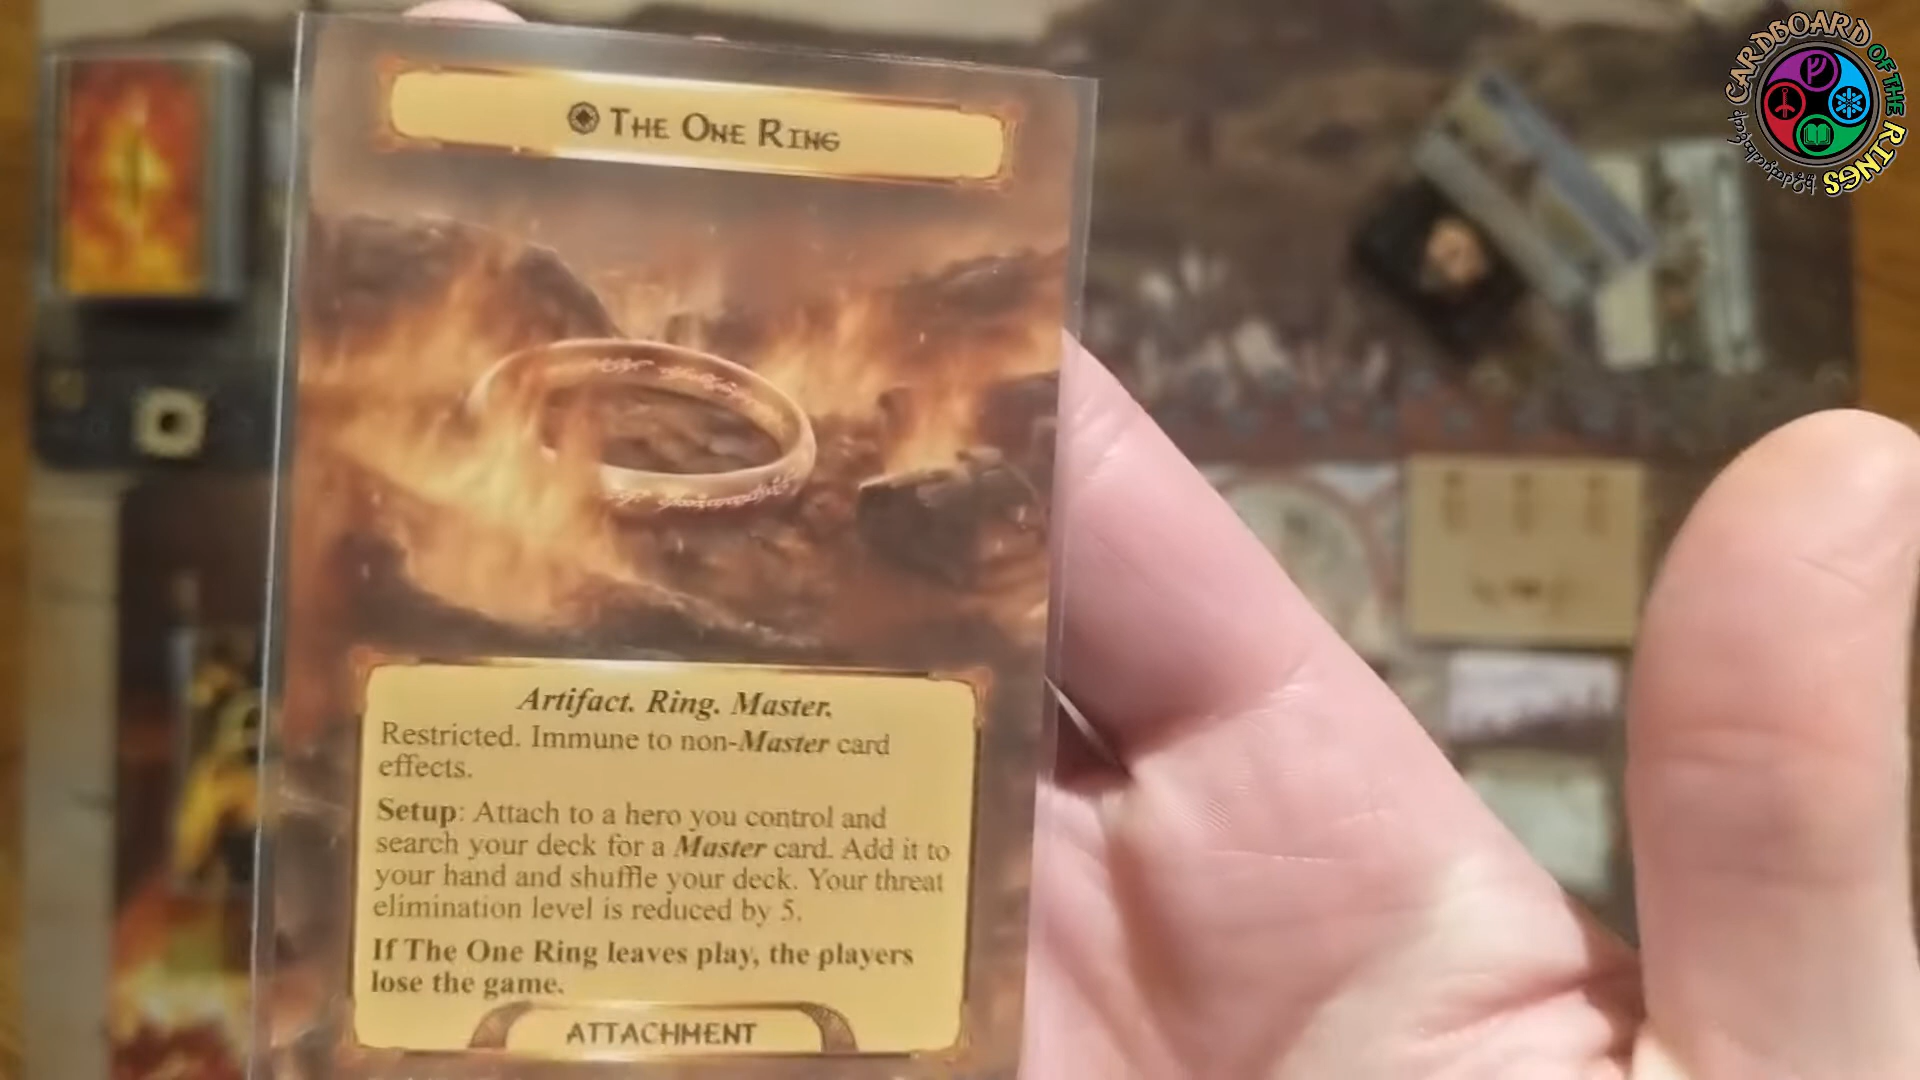 The One Ring
Artifact. Ring. Master.
Restricted. Immune to non-Master card
effects.
Setup: Attach to a hero you control and
search your deck for a Master card. Add it to
your hand and shuffle your deck. Your threat
elimination level is reduced by 5.
If The One Ring leaves play, the players
lose the game.
ATTACHMENT
CARDBOARD OF THE RINGS